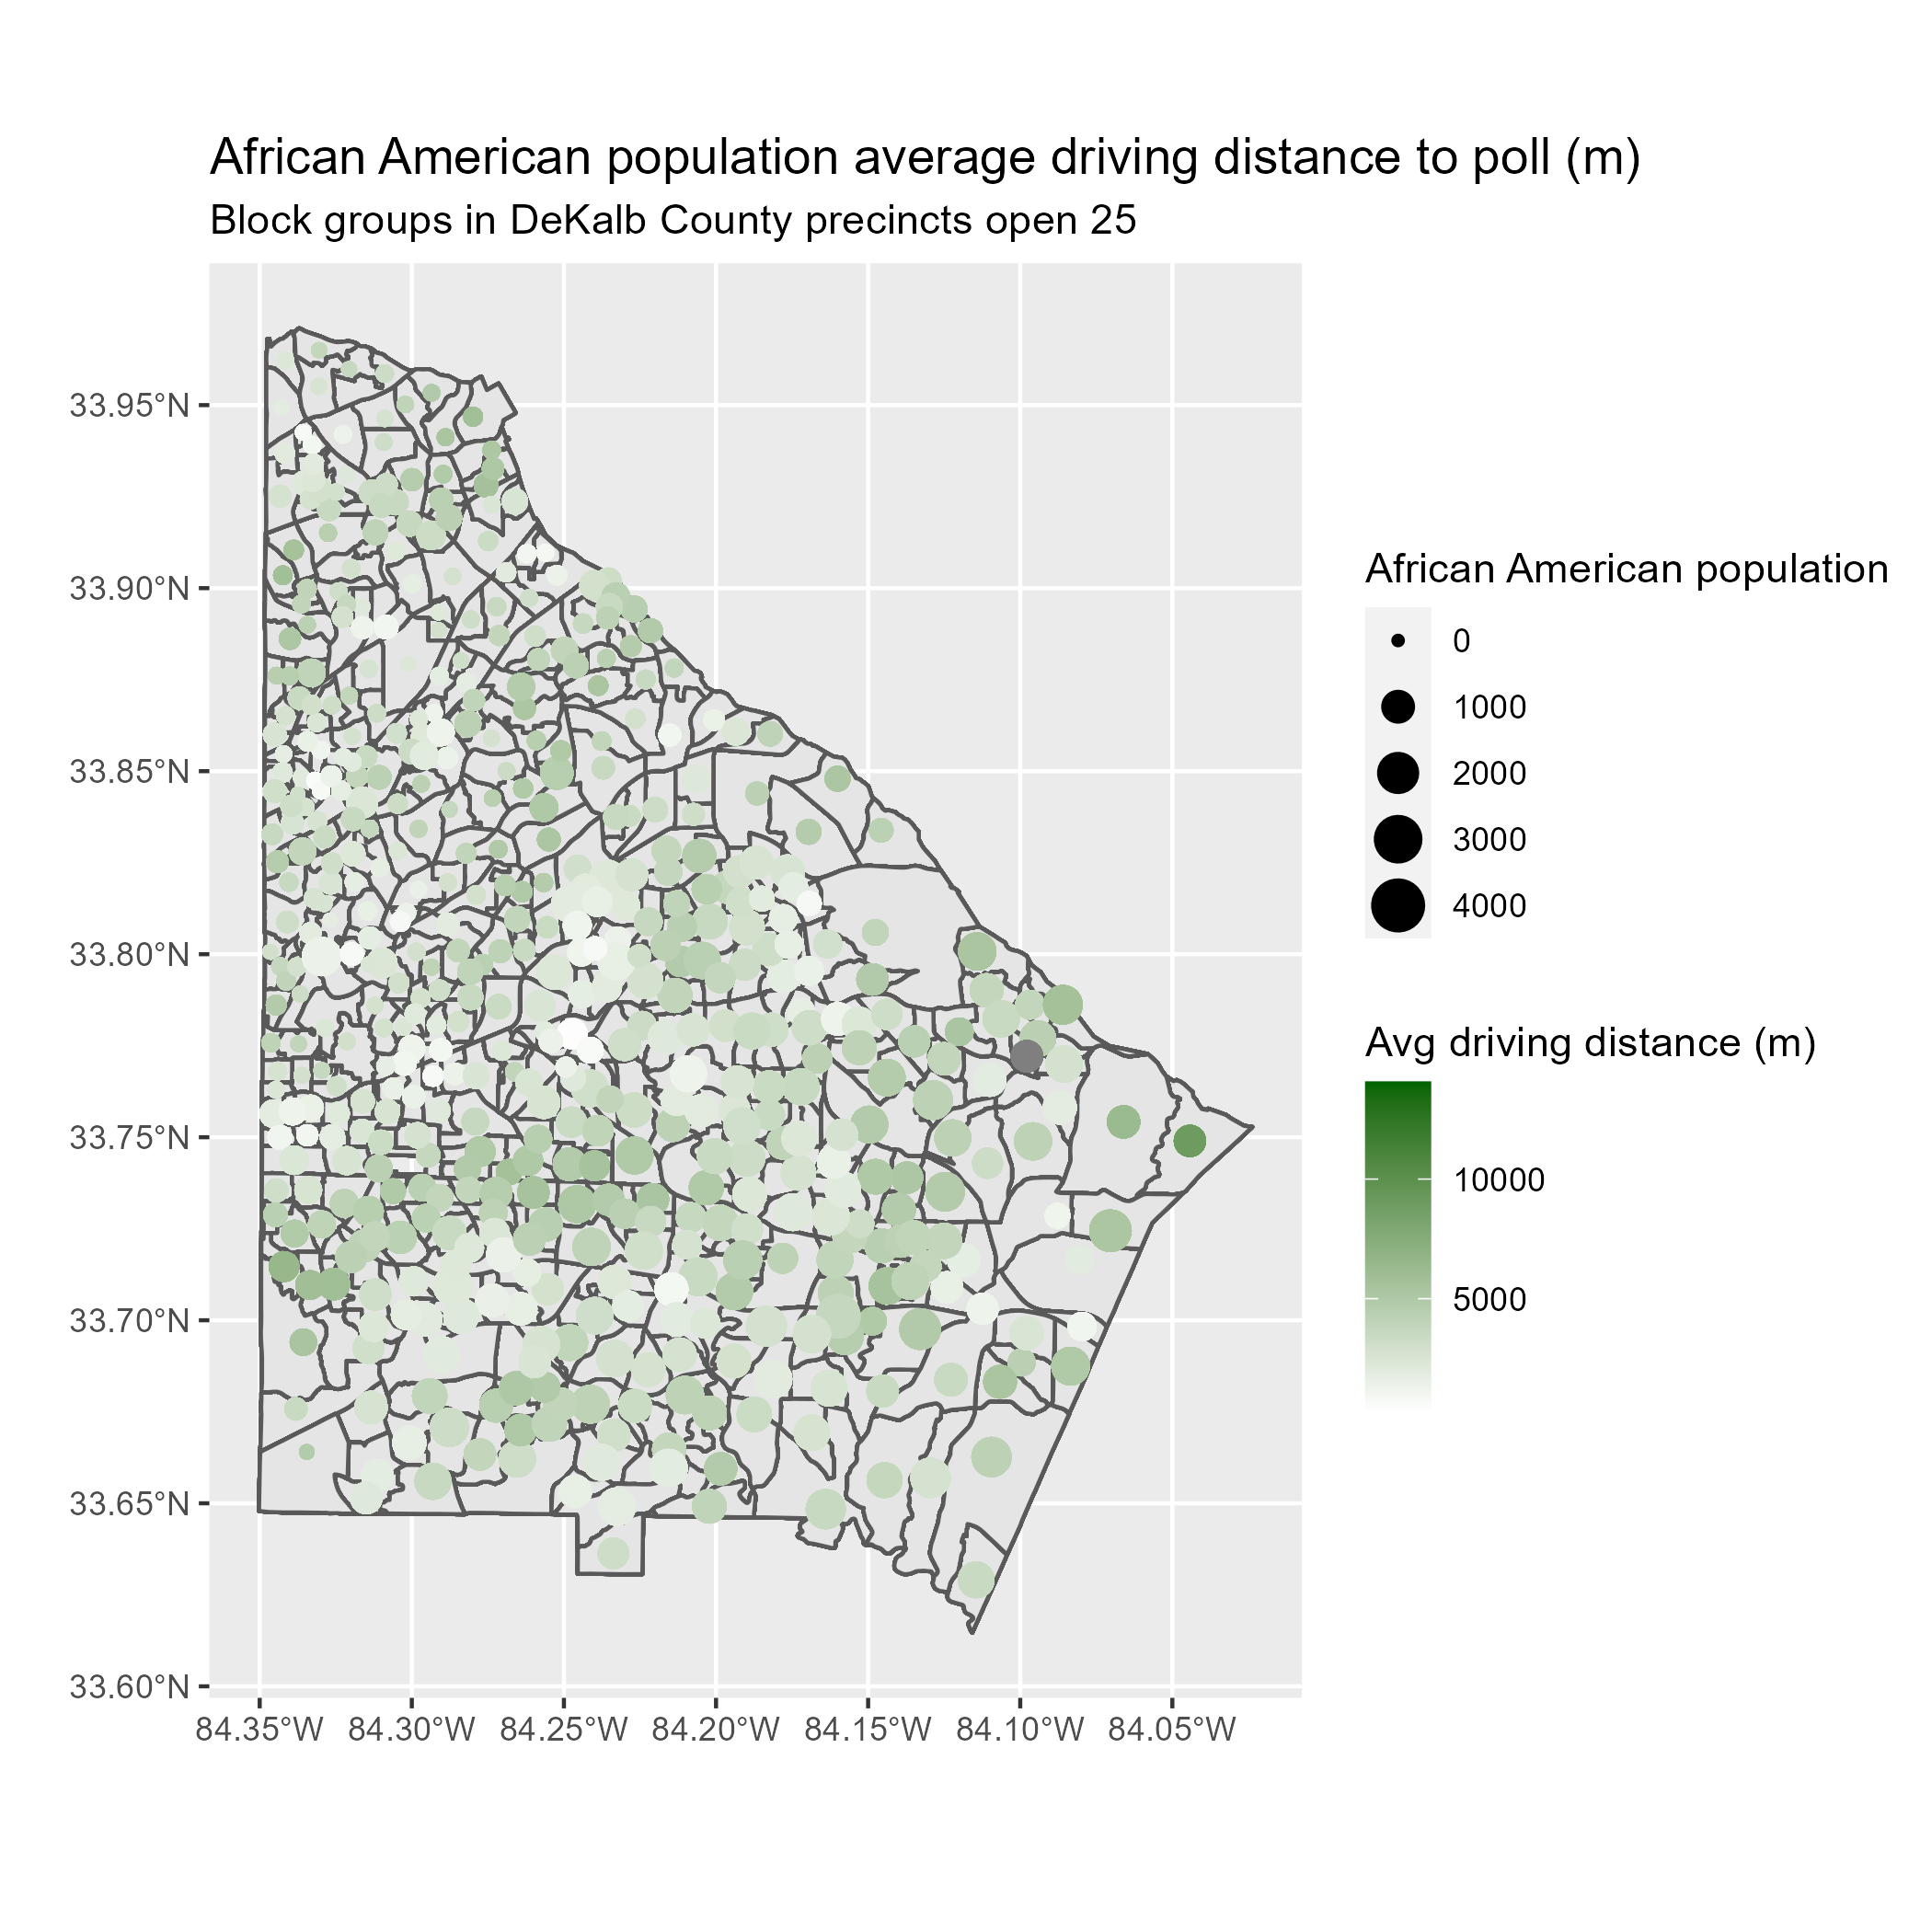 African American population average driving distance to poll (m)
Block groups in DeKalb County precincts open 25
33.95°N
33.90°N
33.85°N
33.80°N
33.75°N
33.70°N
33.65°N
33.60°N
84.35°W 84.30°W 84.25°W 84.20°W 84.15°W 84.10°W 84.05°W
African American population
0
1000
2000
3000
4000
Avg driving distance (m)
10000
5000